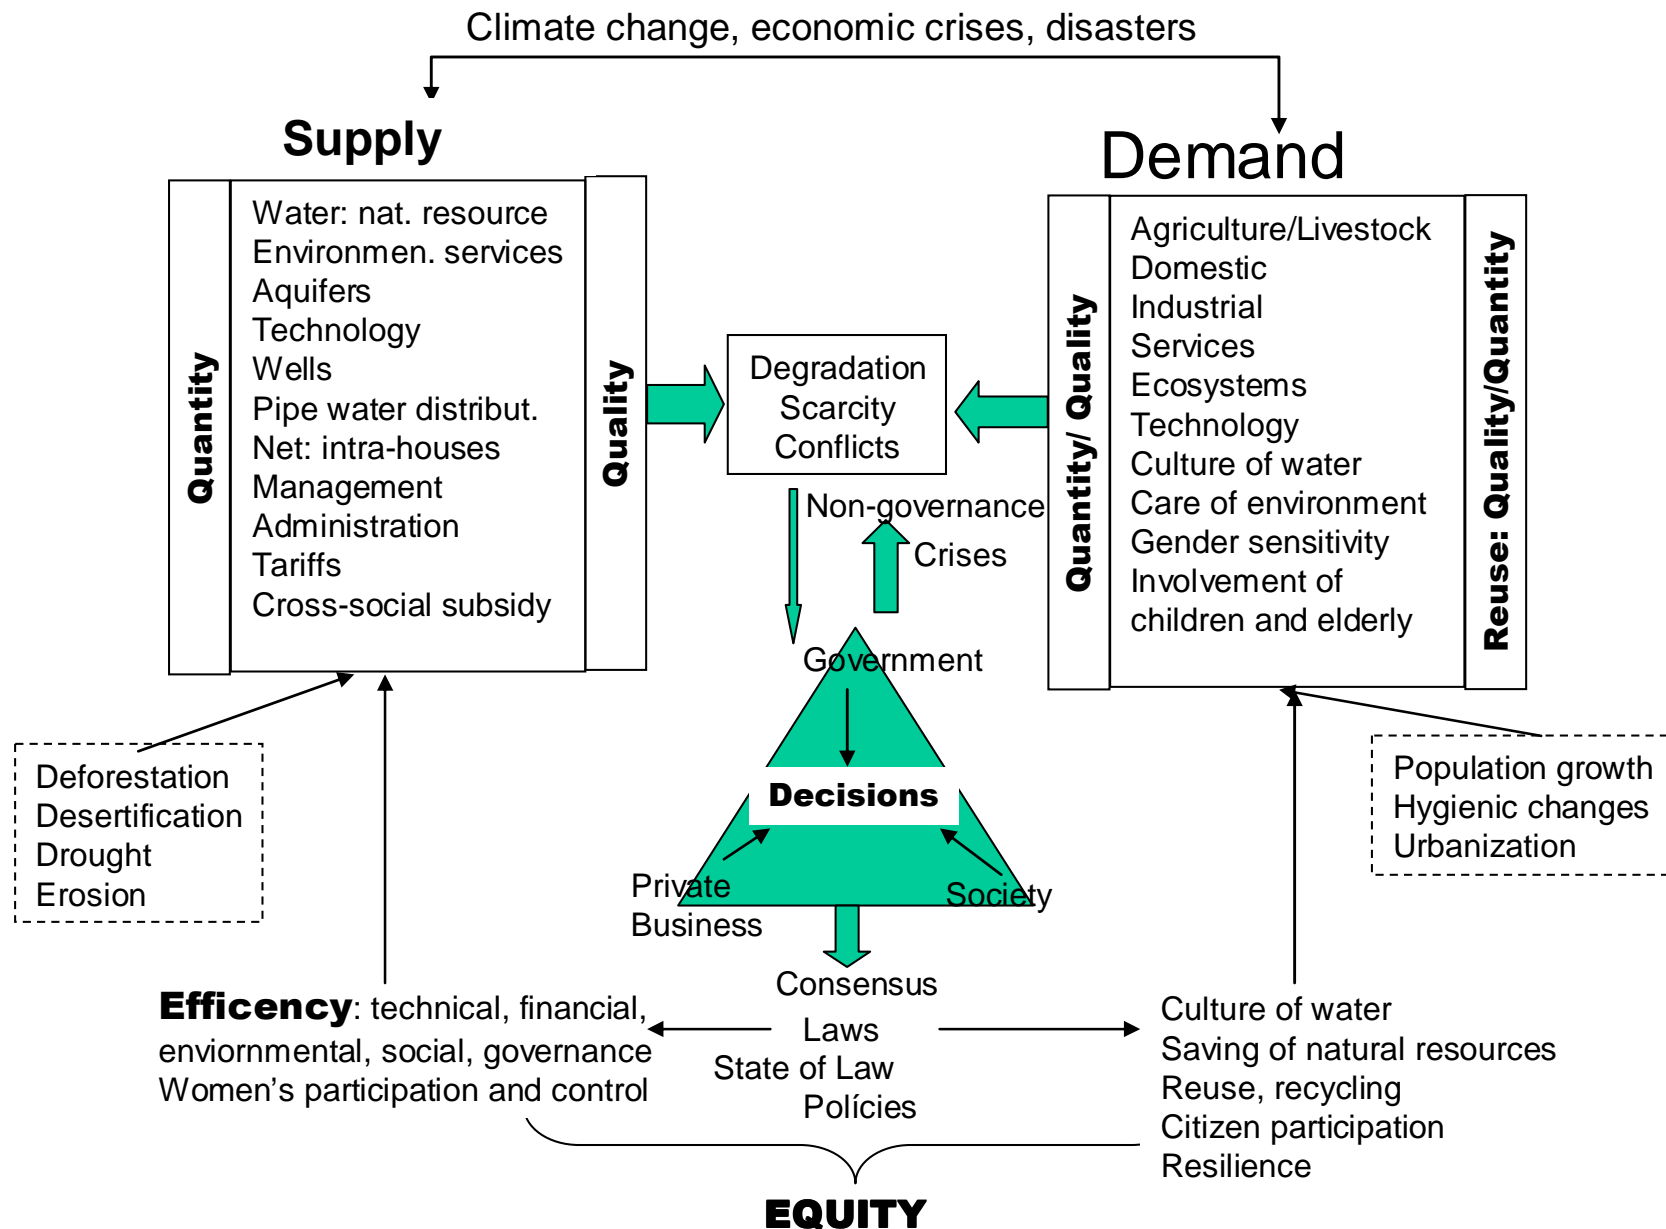 Climate change, economic crises, disasters
Supply
Demand
Quantity
Water: nat. resource
Environmen. services
Aquifers
Technology
Wells
Pipe water distribut.
Net: intra-houses
Management
Administration
Tariffs
Cross-social subsidy
Quality
Degradation
Scarcity
Conflicts
Quantity/ Quality
Agriculture/Livestock
Domestic
Industrial
Services
Ecosystems
Technology
Culture of water
Care of environment
Gender sensitivity
Involvement of
children and elderly
Reuse: Quality/Quantity
Non-governance
Crises
Government
Decisions
Private
Business
Society
Deforestation
Desertification
Drought
Erosion
Population growth
Hygienic changes
Urbanization
Consensus
Laws
State of Law
Polícies
Efficency: technical, financial,
enviornmental, social, governance
Women’s participation and control
Culture of water
Saving of natural resources
Reuse, recycling
Citizen participation
Resilience
EQUITY